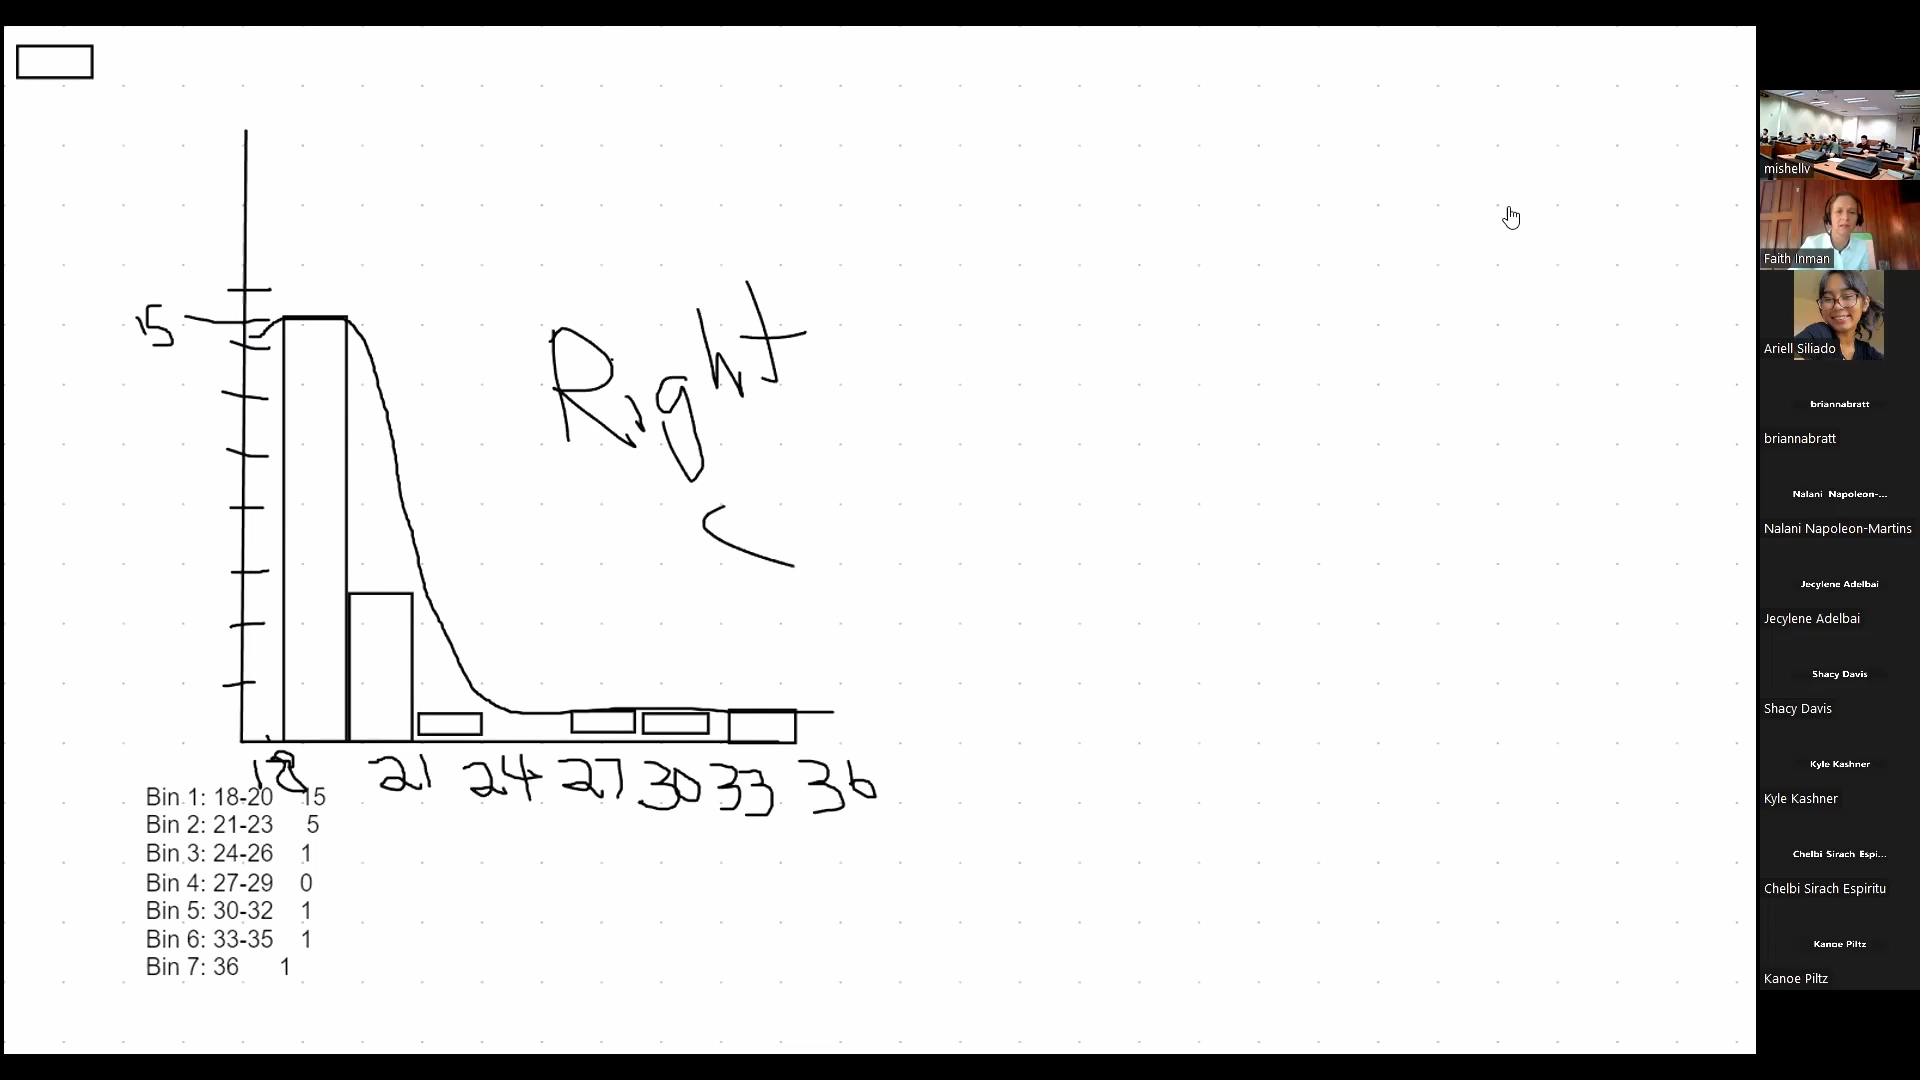 15
Right
18 21 24 27 30 33 36
Bin 1: 18-20 15
Bin 2: 21-23 5
Bin 3: 24-26 1
Bin 4: 27-29 0
Bin 5: 30-32 1
Bin 6: 33-35 1
Bin 7: 36 1
mishellv
Faith Inman
Ariell Siliado
briannabratt
briannabratt
Nalani Napoleon-...
Nalani Napoleon-Martins
Jecylene Adelbai
Jecylene Adelbai
Shacy Davis
Shacy Davis
Kyle Kashner
Kyle Kashner
Chelbi Sirach Espi...
Chelbi Sirach Espiritu
Kanoe Piltz
Kanoe Piltz